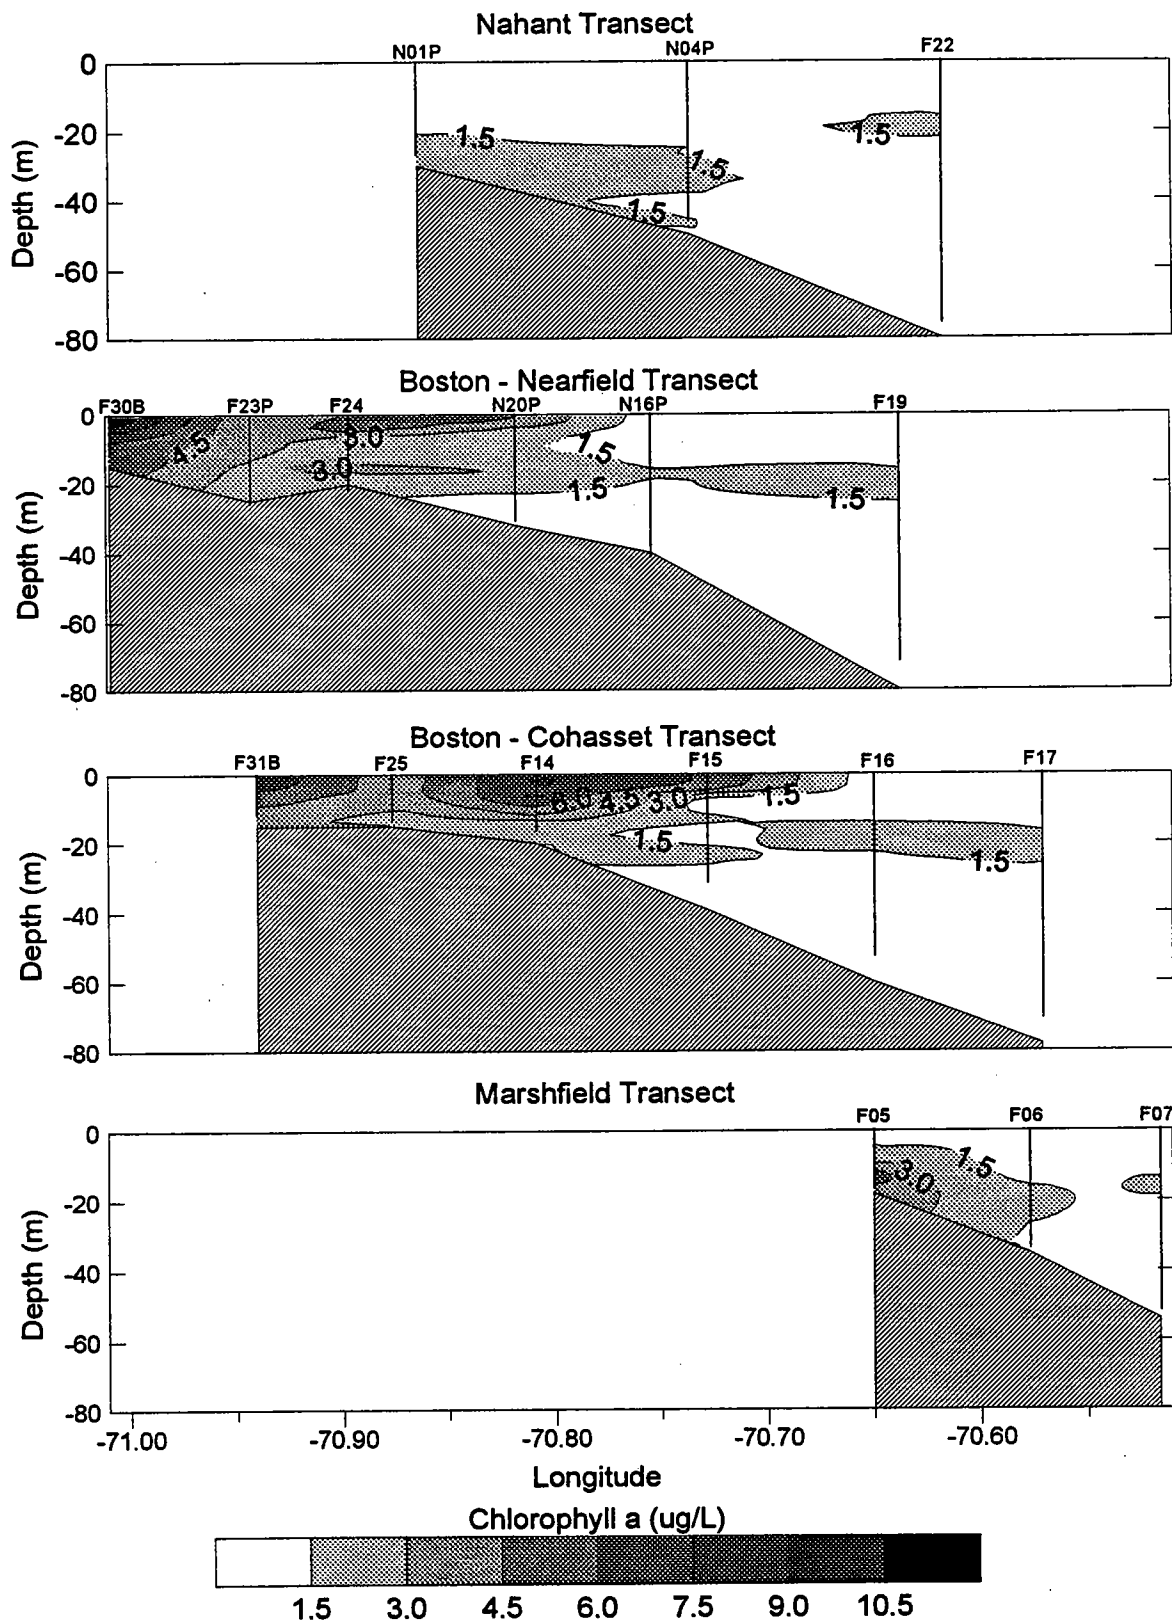 Nahant Transect
N01P N04P F22
0
-20
-40
-60
-80
Depth (m)
1.5 1.5 1.5 1.5
Boston - Nearfield Transect
F30B F23P F24 N20P N16P F19
0
-20
-40
-60
-80
Depth (m)
4.5 3.0 1.5 1.5 1.5
Boston - Cohasset Transect
F31B F25 F14 F15 F16 F17
0
-20
-40
-60
-80
Depth (m)
6.0 4.5 3.0 1.5
1.5 1.5
Marshfield Transect
F05 F06 F07
0
-20
-40
-60
-80
Depth (m)
1.5
3.0
-71.00 -70.90 -70.80 -70.70 -70.60
Longitude
Chlorophyll a (ug/L)
1.5 3.0 4.5 6.0 7.5 9.0 10.5